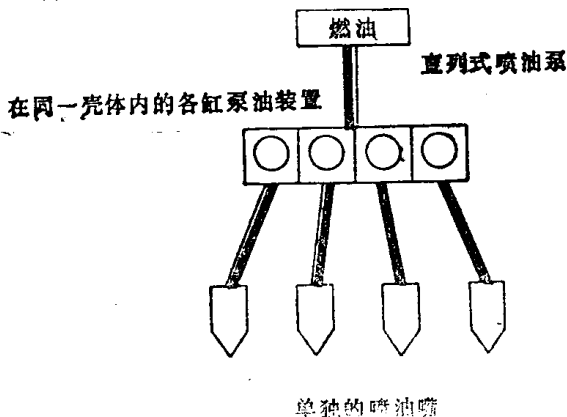 燃油
直列式喷油泵
在同一壳体内的各缸泵油装置
单独的喷油嘴